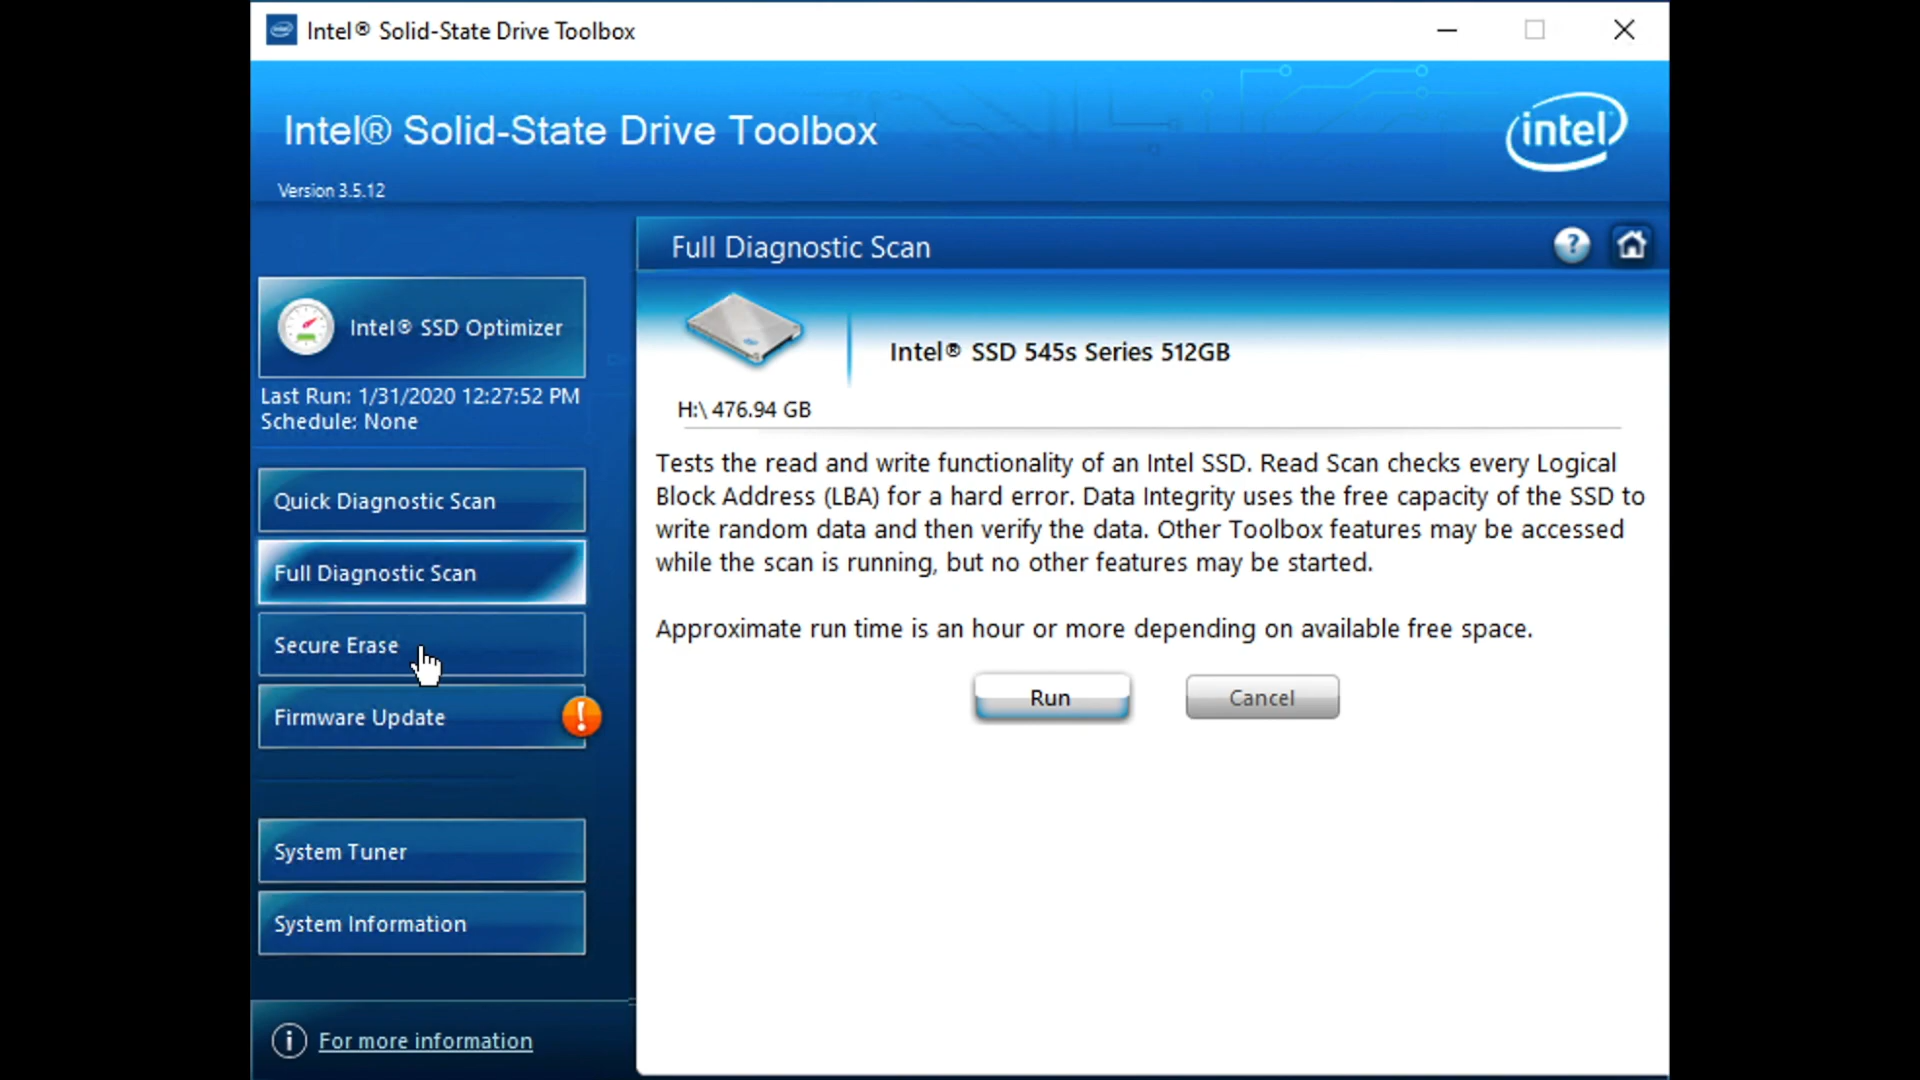 Intel® Solid-State Drive Toolbox
Intel® Solid-State Drive Toolbox
intel
Version 3.5.12
Full Diagnostic Scan
?
Intel® SSD Optimizer
Last Run: 1/31/2020 12:27:52 PM
Schedule: None
Quick Diagnostic Scan
Full Diagnostic Scan
Secure Erase
Firmware Update
!
System Tuner
System Information
i For more information
Intel® SSD 545s Series 512GB
H:\ 476.94 GB
Tests the read and write functionality of an Intel SSD. Read Scan checks every Logical
Block Address (LBA) for a hard error. Data Integrity uses the free capacity of the SSD to
write random data and then verify the data. Other Toolbox features may be accessed
while the scan is running, but no other features may be started.
Approximate run time is an hour or more depending on available free space.
Run
Cancel